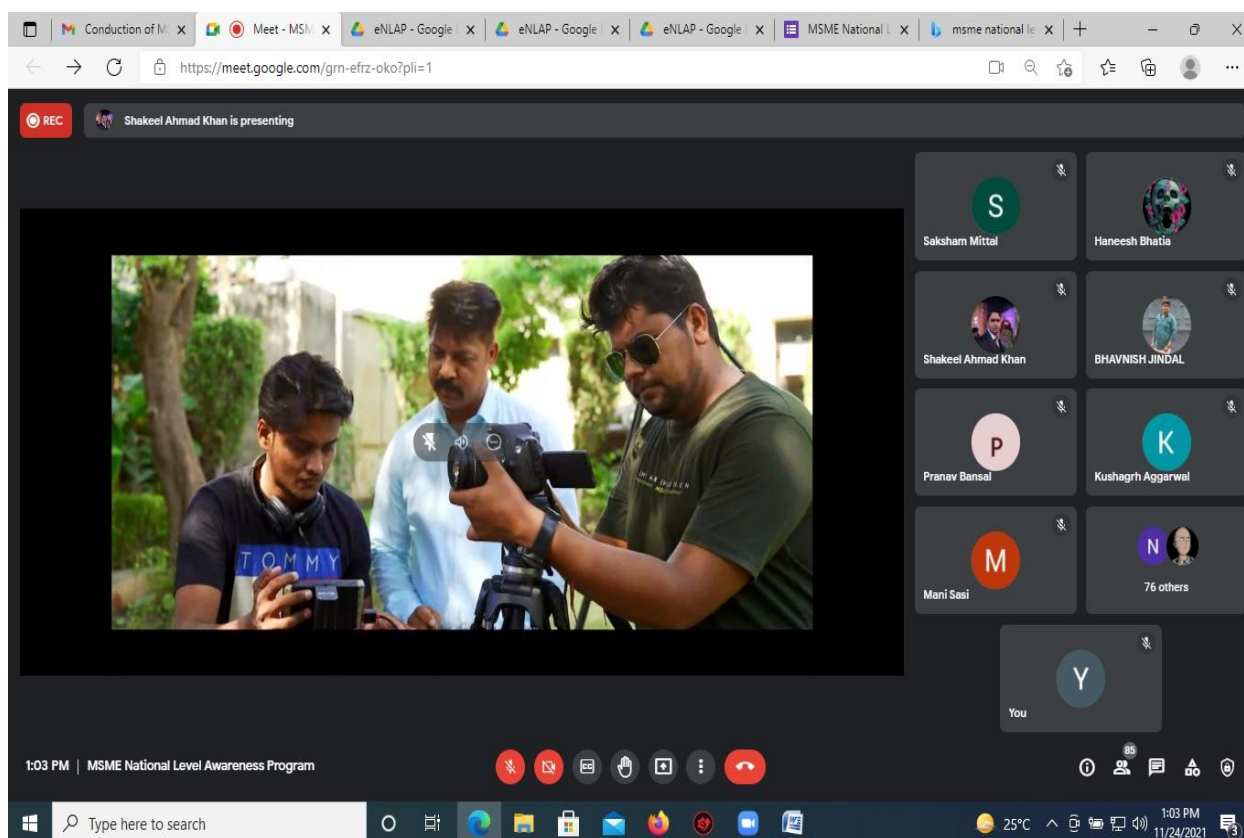 Conduction of M
Meet - MSM
eNLAP - Google
eNLAP - Google
eNLAP - Google
MSME National L
msme national le
https://meet.google.com/grn-efrz-oko?pli=1
REC
Shakeel Ahmad Khan is presenting
S
Saksham Mittal
Haneesh Bhatia
Shakeel Ahmad Khan
BHAVNISH JINDAL
P
Pranav Bansal
K
Kushagrh Aggarwal
M
Mani Sasi
N
76 others
Y
You
TOMMY
1:03 PM | MSME National Level Awareness Program
CC
85
Type here to search
25°C
1:03 PM
11/24/2021